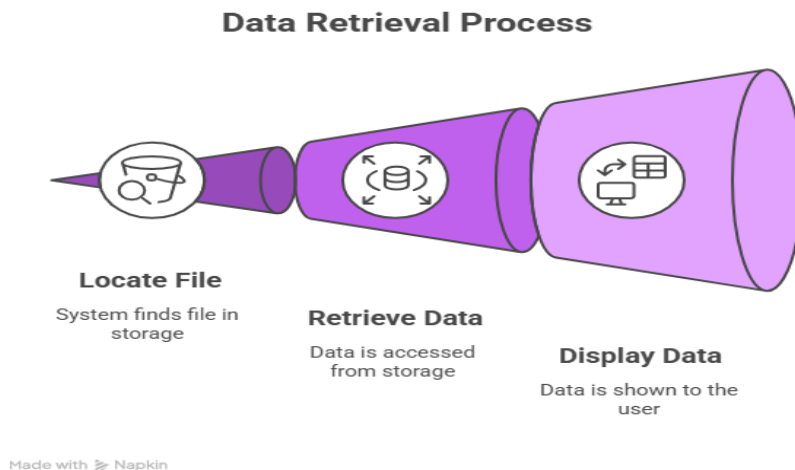 Data Retrieval Process
Locate File
System finds file in
storage
Retrieve Data
Data is accessed
from storage
Display Data
Data is shown to the
user
Made with Napkin